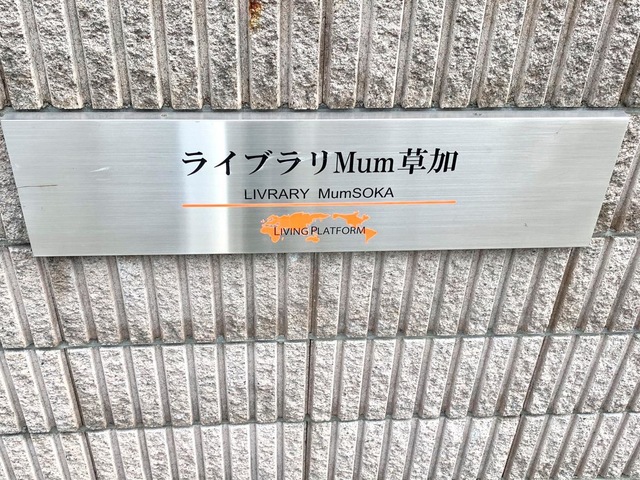 ライブラリMum草加
LIVRARY MumSOKA
LIVING PLATFORM